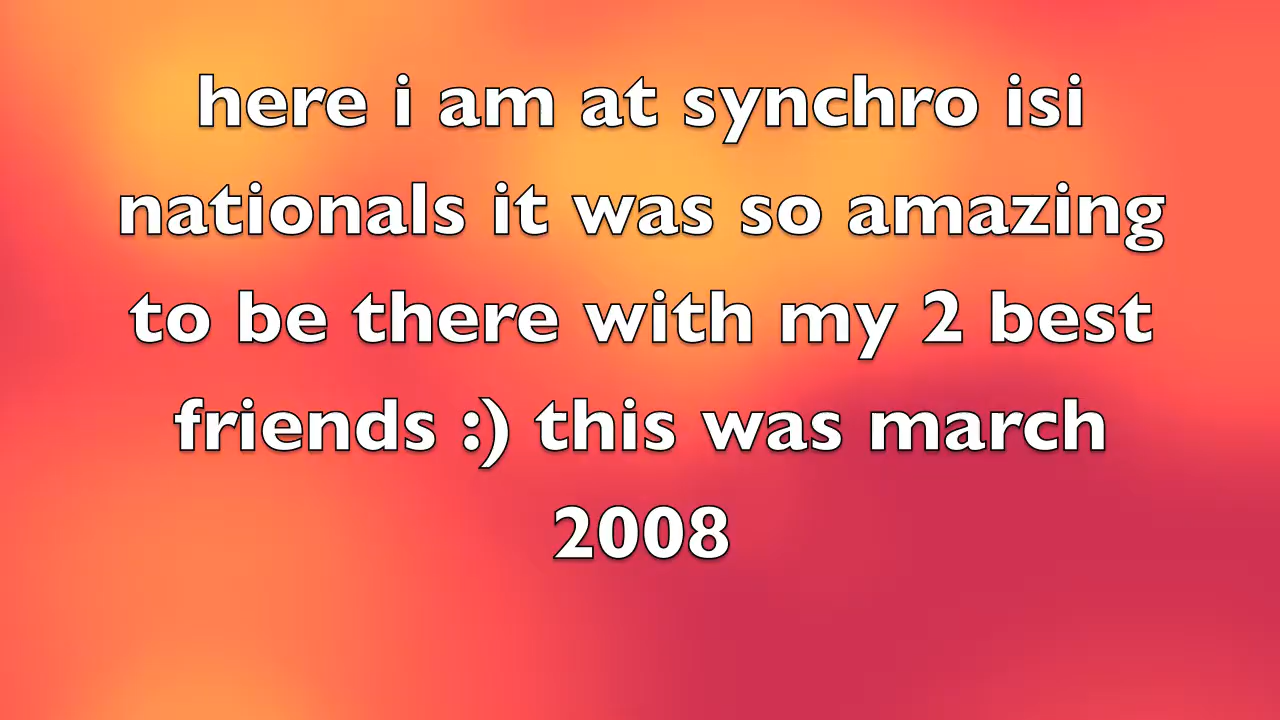 here i am at synchro isi
nationals it was so amazing
to be there with my 2 best
friends :) this was march
2008